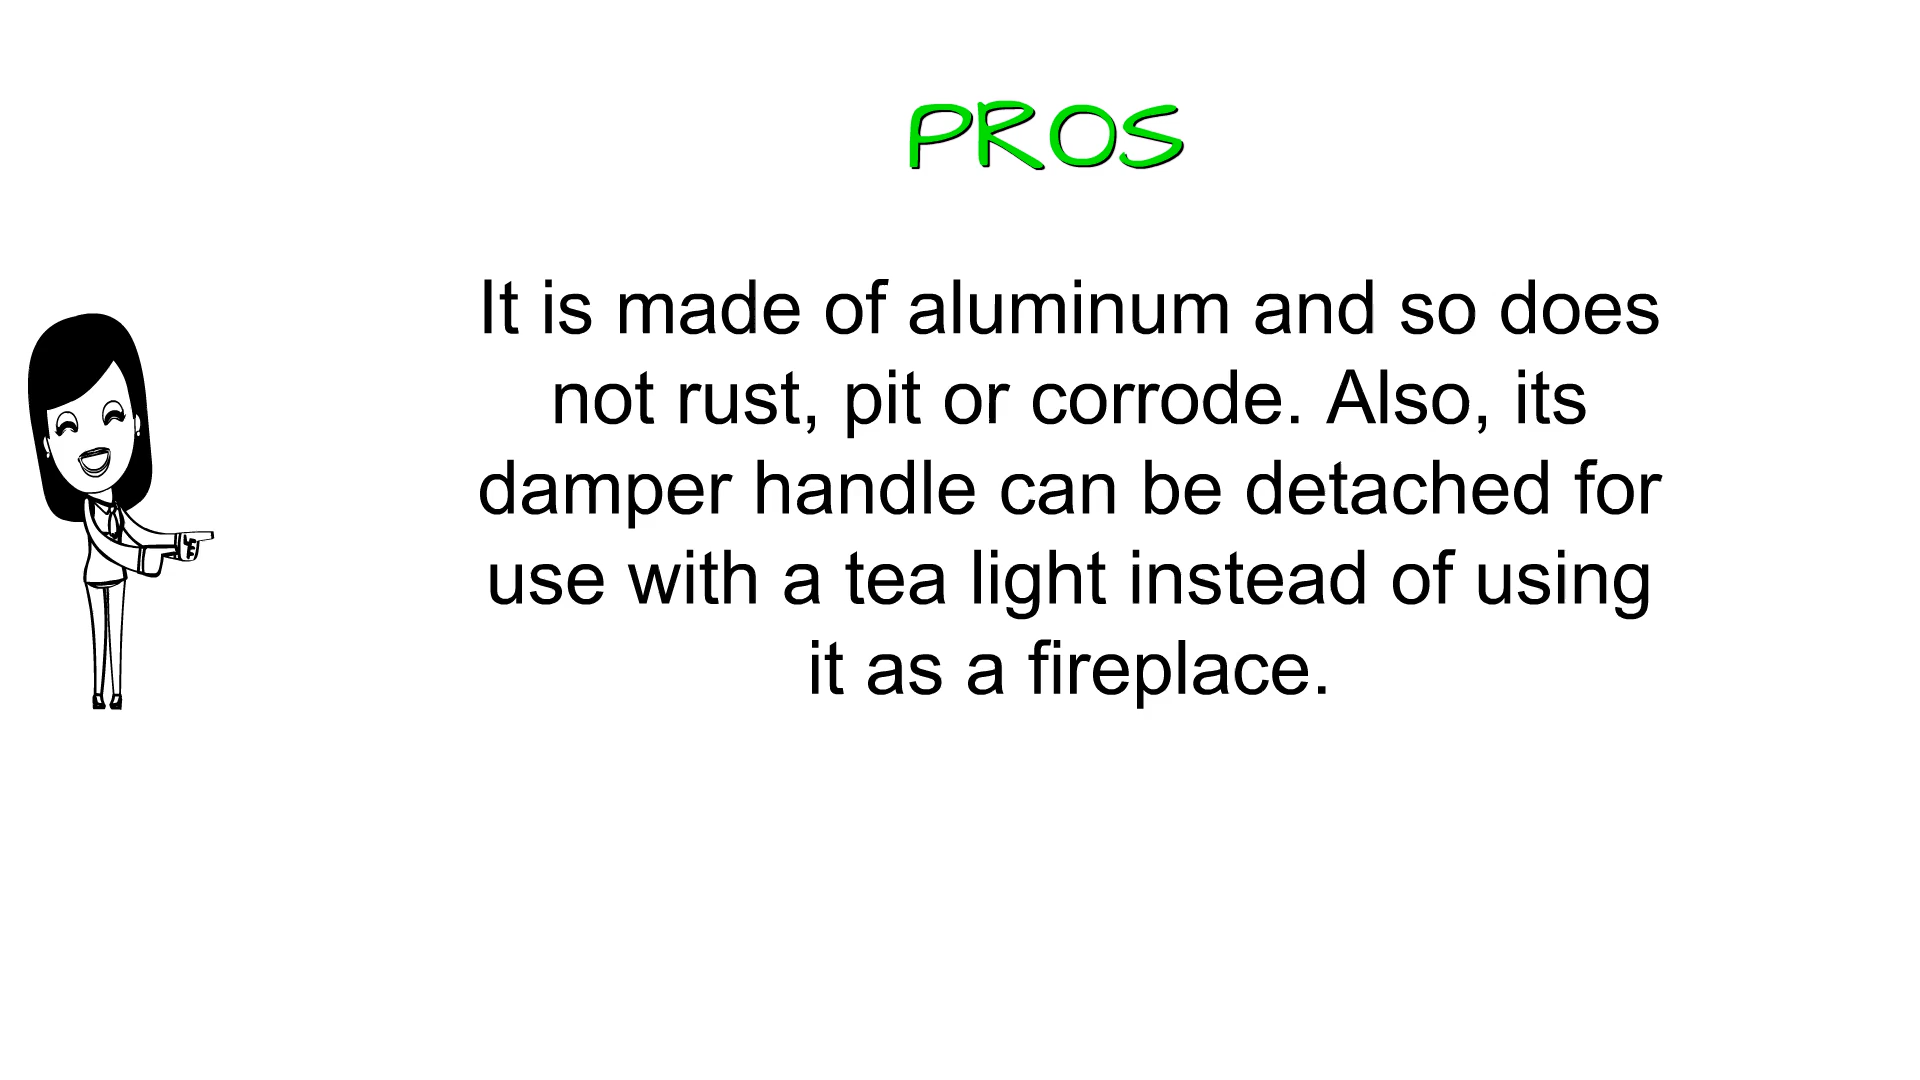 PROS
It is made of aluminum and so does
not rust, pit or corrode. Also, its
damper handle can be detached for
use with a tea light instead of using
it as a fireplace.